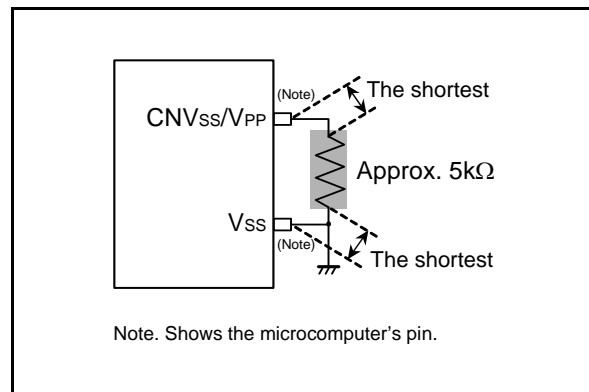 (Note)
The shortest
CNVSS/VPP
Approx. 5kΩ
VSS
(Note)
The shortest
Note. Shows the microcomputer's pin.